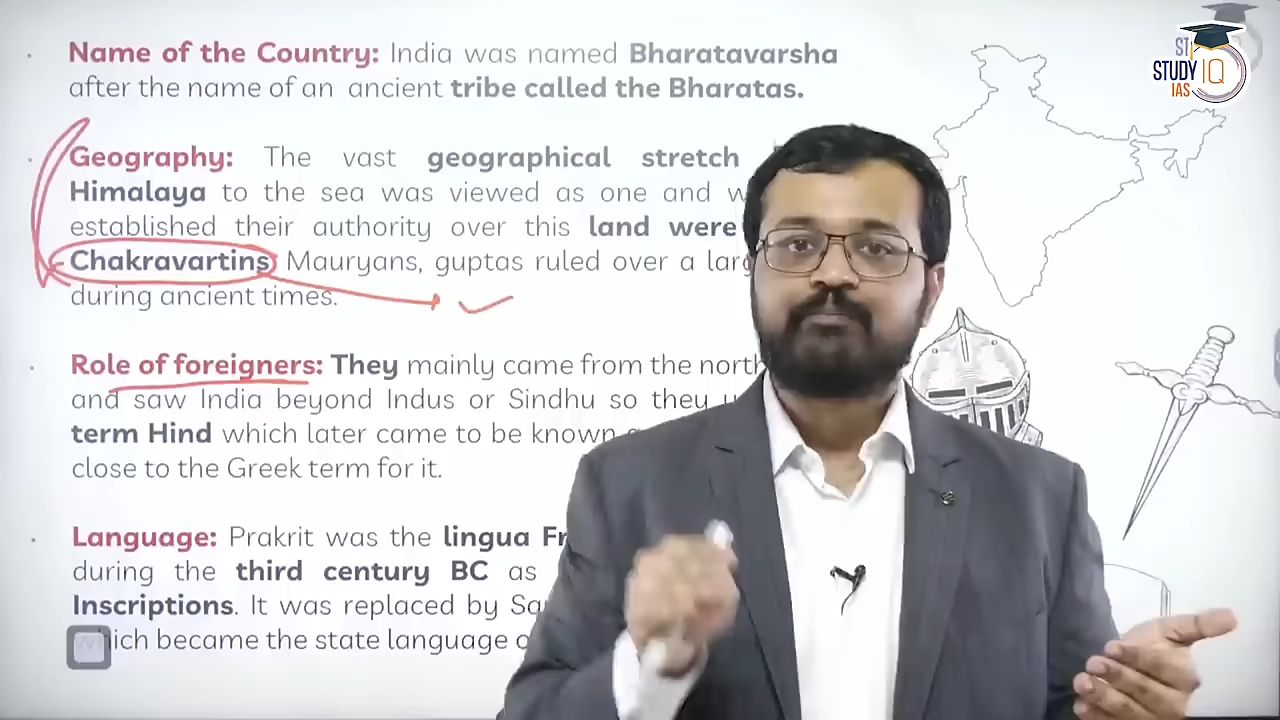 Name of the Country: India was named Bharatavarsha
after the name of an ancient tribe called the Bharatas.
Geography: The vast geographical stretch
Himalaya to the sea was viewed as one and
established their authority over this land were
Chakravartins Mauryans, guptas ruled over a
during ancient times.
Role of foreigners: They mainly came from the
and saw India beyond Indus or Sindhu so they
term Hind which later came to be known
close to the Greek term for it.
Language: Prakrit was the lingua
during the third century BC as
Inscriptions. It was replaced by
which became the state language
STUDY IQ
IAS